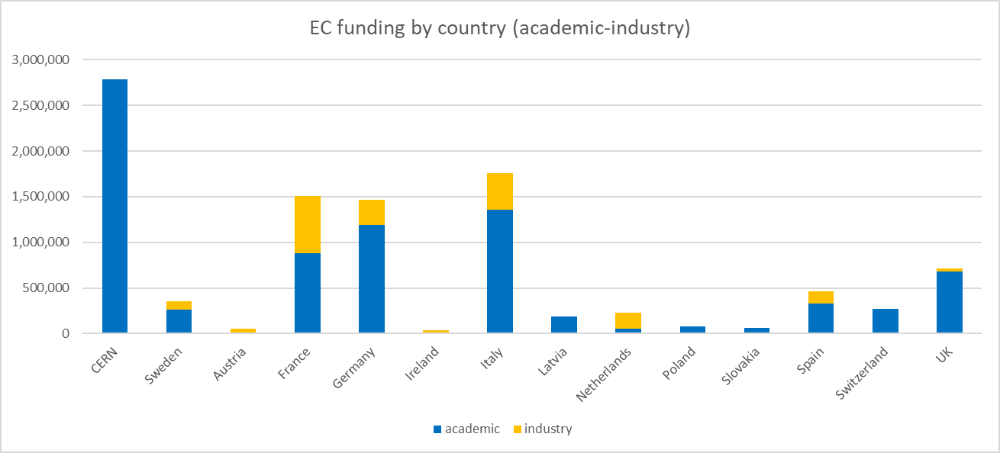 EC funding by country (academic-industry)
3,000,000
2,500,000
2,000,000
1,500,000
1,000,000
500,000
0
CERN
Sweden
Austria
France
Germany
Ireland
Italy
Latvia
Netherlands
Poland
Slovakia
Spain
Switzerland
UK
academic industry